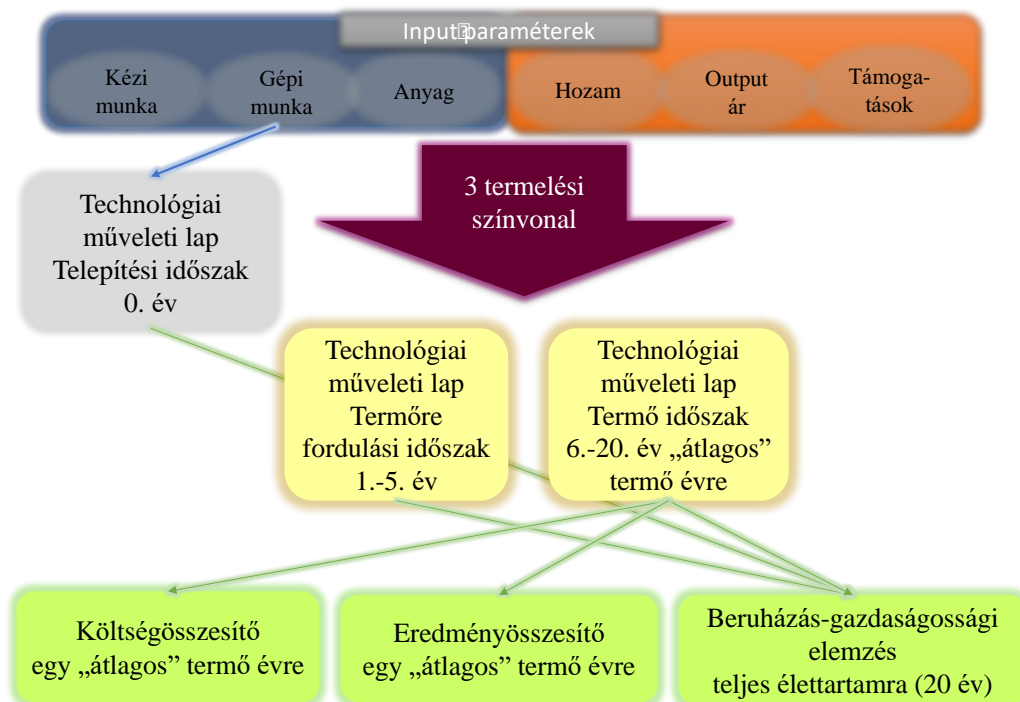 Input paraméterek
Kézi
munka
Gépi
munka
Anyag
Hozam
Output
ár
Támoga-
tások
3 termelési
színvonal
Technológiai
műveleti lap
Telepítési időszak
0. év
Technológiai
műveleti lap
Termőre
fordulási időszak
1.-5. év
Technológiai
műveleti lap
Termő időszak
6.-20. év „átlagos”
termő évre
Költségösszesítő
egy „átlagos” termő évre
Eredményösszesítő
egy „átlagos” termő évre
Beruházás-gazdaságossági
elemzés
teljes élettartamra (20 év)